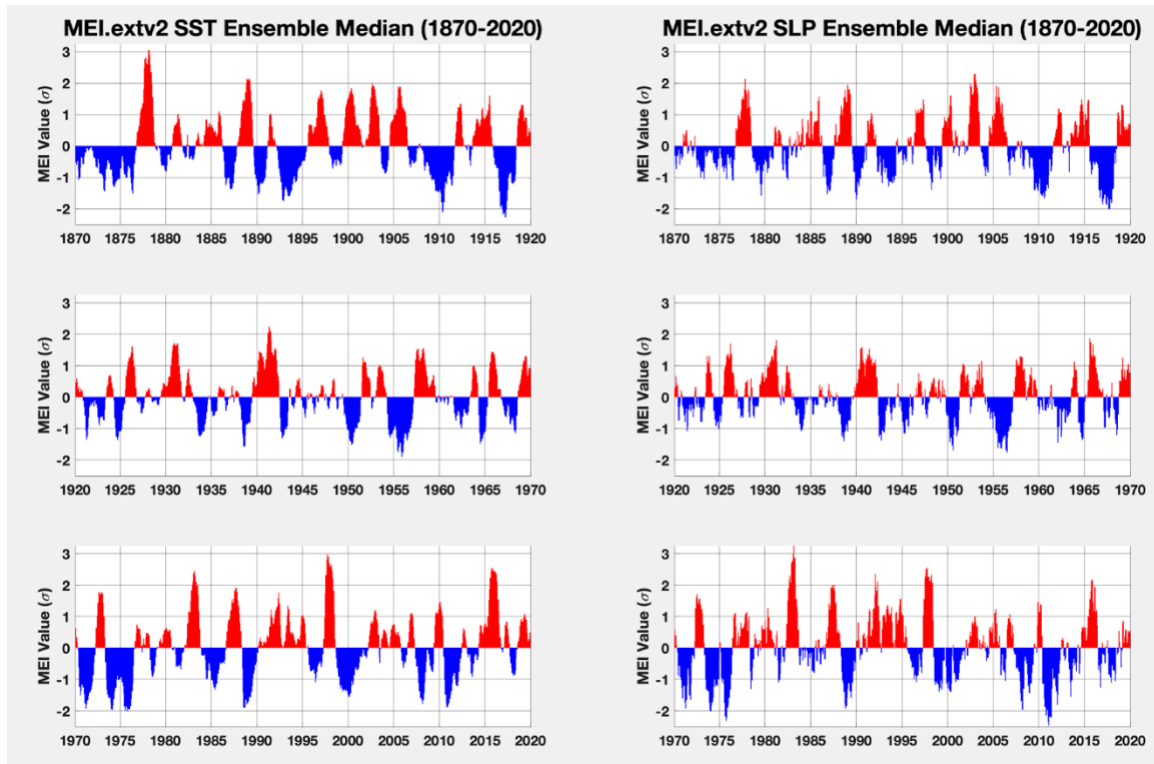 MEI.extv2 SST Ensemble Median (1870-2020)
MEI Value (σ)
3
2
1
0
-1
-2
1870 1875 1880 1885 1890 1895 1900 1905 1910 1915 1920
MEI Value (σ)
3
2
1
0
-1
-2
1920 1925 1930 1935 1940 1945 1950 1955 1960 1965 1970
MEI Value (σ)
3
2
1
0
-1
-2
1970 1975 1980 1985 1990 1995 2000 2005 2010 2015 2020
MEI.extv2 SLP Ensemble Median (1870-2020)
MEI Value (σ)
3
2
1
0
-1
-2
1870 1875 1880 1885 1890 1895 1900 1905 1910 1915 1920
MEI Value (σ)
3
2
1
0
-1
-2
1920 1925 1930 1935 1940 1945 1950 1955 1960 1965 1970
MEI Value (σ)
3
2
1
0
-1
-2
1970 1975 1980 1985 1990 1995 2000 2005 2010 2015 2020